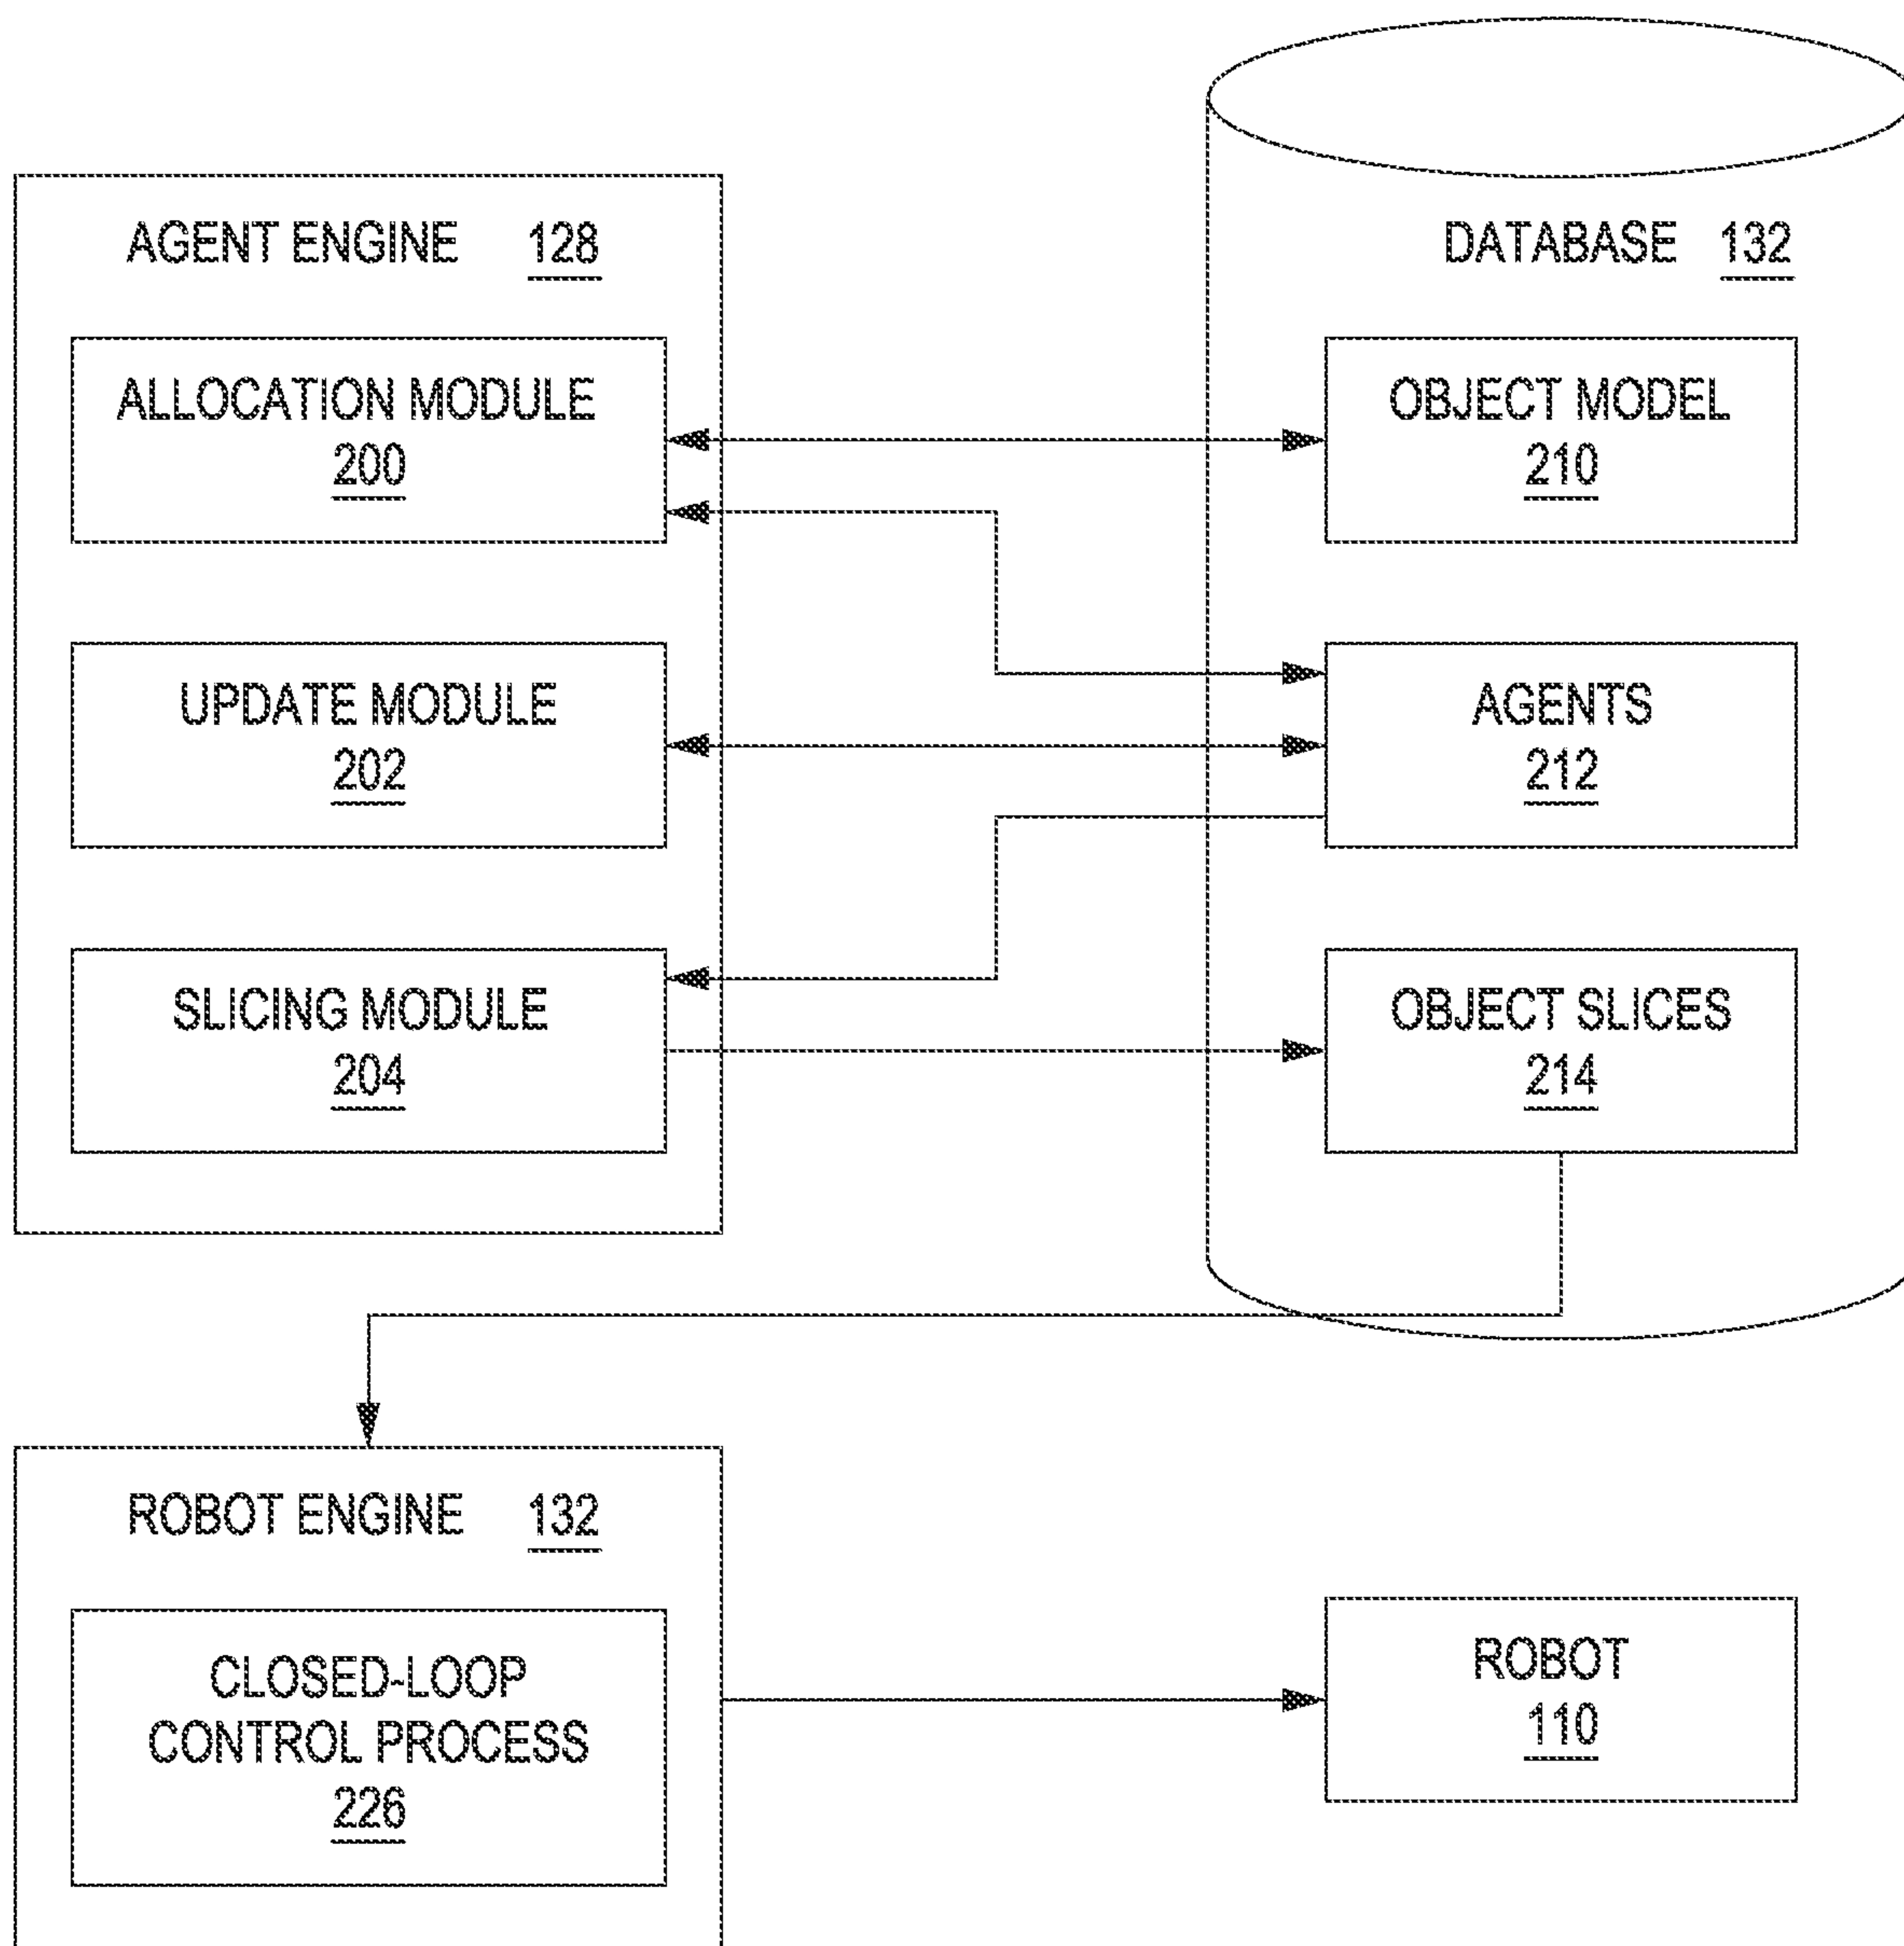 AGENT ENGINE 128
ALLOCATION MODULE
200
UPDATE MODULE
202
SLICING MODULE
204
DATABASE 132
OBJECT MODEL
210
AGENTS
212
OBJECT SLICES
214
ROBOT ENGINE 132
CLOSED-LOOP
CONTROL PROCESS
226
ROBOT
110